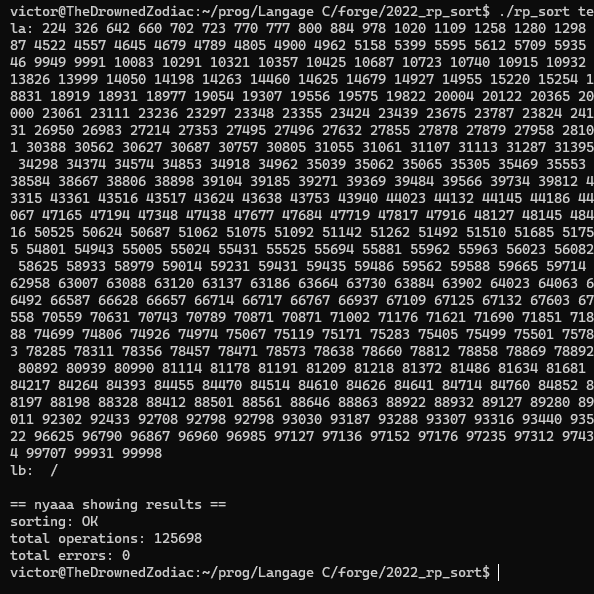 victor@TheDrownedZodiac:~/prog/Langage C/forge/2022_rp_sort$ ./rp_sort te
la: 224 326 642 660 702 723 770 777 800 884 978 1020 1109 1258 1280 1298
87 4522 4557 4645 4679 4789 4805 4900 4962 5158 5399 5595 5612 5709 5935
46 9949 9991 10083 10291 10321 10357 10425 10687 10723 10740 10915 10932
13826 13999 14050 14198 14263 14460 14625 14679 14927 14955 15220 15254 1
8831 18919 18931 18977 19054 19307 19556 19575 19822 20004 20122 20365 20
000 23061 23111 23236 23297 23348 23355 23424 23439 23675 23787 23824 241
31 26950 26983 27214 27353 27495 27496 27632 27855 27878 27879 27958 2810
1 30388 30562 30627 30687 30757 30805 31055 31061 31107 31113 31287 31395
34298 34374 34574 34853 34918 34962 35039 35062 35065 35305 35469 35553
38584 38667 38806 38898 39104 39185 39271 39369 39484 39566 39734 39812 4
3315 43361 43516 43517 43624 43638 43753 43940 44023 44132 44145 44186 44
067 47165 47194 47348 47438 47677 47684 47719 47817 47916 48127 48145 484
16 50525 50624 50687 51062 51075 51092 51142 51262 51492 51510 51685 5175
5 54801 54943 55005 55024 55431 55525 55694 55881 55962 55963 56023 56082
58625 58933 58979 59014 59231 59431 59435 59486 59562 59588 59665 59714
62958 63007 63088 63120 63137 63186 63664 63730 63884 63902 64023 64063 6
6492 66587 66628 66657 66714 66717 66767 66937 67109 67125 67132 67603 67
558 70559 70631 70743 70789 70871 70871 71002 71176 71621 71690 71851 718
88 74699 74806 74926 74974 75067 75119 75171 75283 75405 75499 75501 7578
3 78285 78311 78356 78457 78471 78573 78638 78660 78812 78858 78869 78892
80892 80939 80990 81114 81178 81191 81209 81218 81372 81486 81634 81681
84217 84264 84393 84455 84470 84514 84610 84626 84641 84714 84760 84852 8
8197 88198 88328 88412 88501 88561 88646 88863 88922 88932 89127 89280 89
011 92302 92433 92708 92798 92798 93030 93187 93288 93307 93316 93440 935
22 96625 96790 96867 96960 96985 97127 97136 97152 97176 97235 97312 9743
4 99707 99931 99998
lb:  /
== nyaaa showing results ==
sorting: OK
total operations: 125698
total errors: 0
victor@TheDrownedZodiac:~/prog/Langage C/forge/2022_rp_sort$